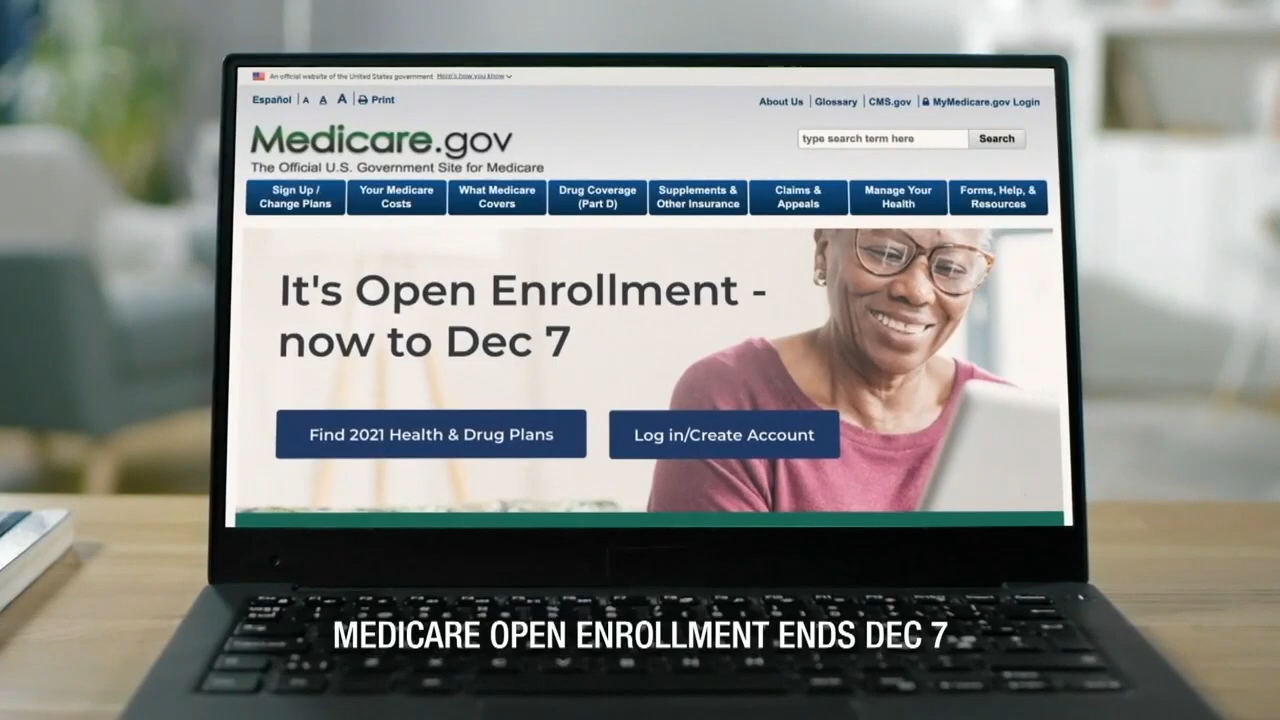 An official website of the United States government Here's how you know
Español A A A Print
About Us Glossary CMS.gov MyMedicare.gov Login
Medicare.gov
The Official U.S. Government Site for Medicare
type search term here Search
Sign Up /
Change Plans
Your Medicare
Costs
What Medicare
Covers
Drug Coverage
(Part D)
Supplements &
Other Insurance
Claims &
Appeals
Manage Your
Health
Forms, Help, &
Resources
It's Open Enrollment -
now to Dec 7
Find 2021 Health & Drug Plans
Log in/Create Account
MEDICARE OPEN ENROLLMENT ENDS DEC 7